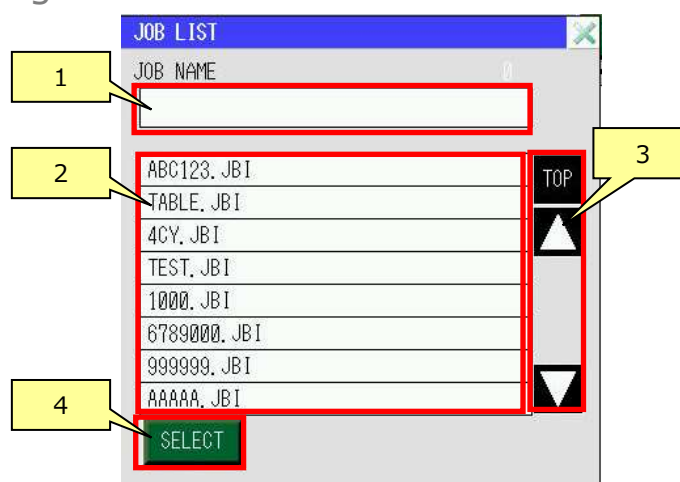 JOB LIST
JOB NAME
0
1
2
ABC123.JBI
TABLE.JBI
4CY.JBI
TEST.JBI
1000.JBI
6789000.JBI
999999.JBI
AAAAA.JBI
TOP
3
4
SELECT